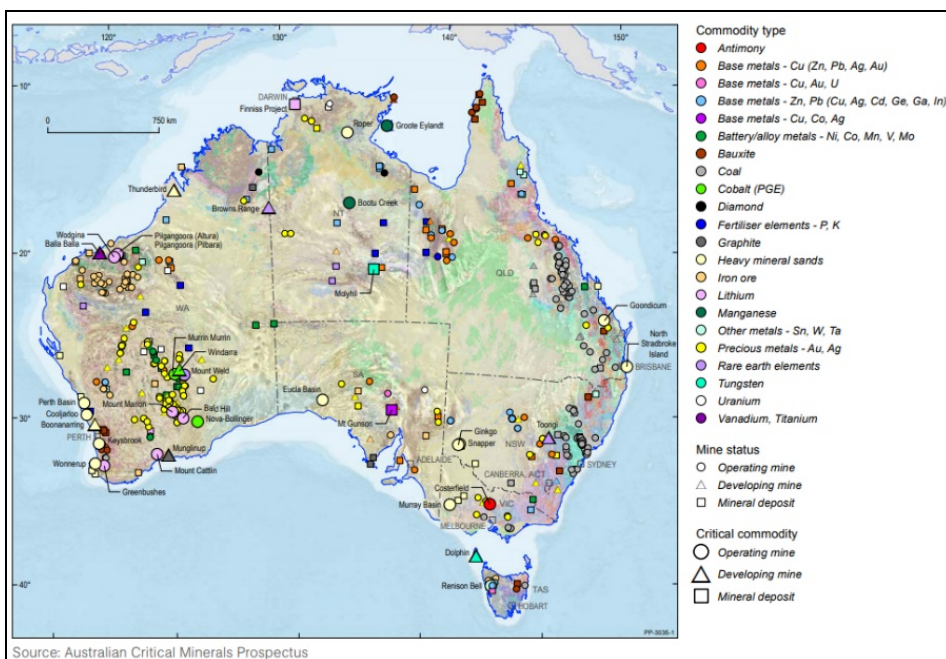 120°
130°
140°
150°
10°
20°
30°
40°
0
750 km
DARWIN
Finniss Project
Roper
Groote Eylandt
Thunderbird
Browns Range
NT
Bootu Creek
Wodgina
Balla Balla
Pilgangoora (Altura)
Pilgangoora (Pilbara)
Molyhil
QLD
WA
Goondicum
North
Stradbroke
Island
BRISBANE
Murrin Murrin
Windarra
Mount Weld
SA
Eucla Basin
Perth Basin
Cooljarloo
Boonanarring
PERTH
Keysbrook
Wonnerup
Greenbushes
Mount Marion
Bald Hill
Nova-Bollinger
Munglinup
Mount Cattlin
Mt Gunson
Ginkgo
Snapper
NSW
Toongi
SYDNEY
ADELAIDE
CANBERRA, ACT
Costerfield
Murray Basin
VIC
MELBOURNE
Dolphin
Renison Bell
TAS
HOBART
PP-3035-1
Commodity type
Antimony
Base metals - Cu (Zn, Pb, Ag, Au)
Base metals - Cu, Au, U
Base metals - Zn, Pb (Cu, Ag, Cd, Ge, Ga, In)
Base metals - Cu, Co, Ag
Battery/alloy metals - Ni, Co, Mn, V, Mo
Bauxite
Coal
Cobalt (PGE)
Diamond
Fertiliser elements - P, K
Graphite
Heavy mineral sands
Iron ore
Lithium
Manganese
Other metals - Sn, W, Ta
Precious metals - Au, Ag
Rare earth elements
Tungsten
Uranium
Vanadium, Titanium
Mine status
Operating mine
Developing mine
Mineral deposit
Critical commodity
Operating mine
Developing mine
Mineral deposit
Source: Australian Critical Minerals Prospectus